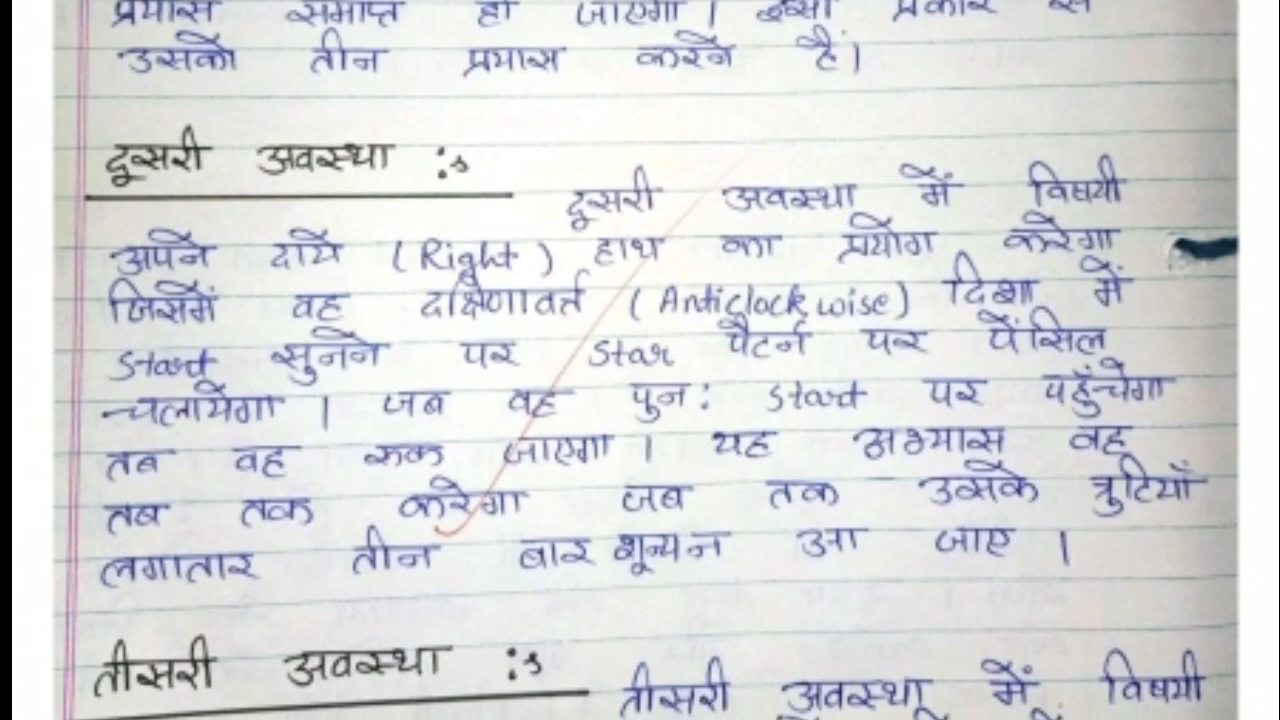 प्रयास समाप्त हो जाएगा। इसी प्रकार से
उसको तीन प्रयास करने हैं।
दूसरी अवस्था :-
दूसरी अवस्था में विषयी
अपने दायें (Right) हाथ का प्रयोग करेगा
जिसमें वह दक्षिणावर्त (Anticlockwise) दिशा में
Start सुनने पर Star पैटर्न पर पेंसिल
चलायेगा। जब वह पुन: Start पर पहुँचेगा
तब वह रुक जाएगा। यह अभ्यास वह
तब तक करेगा जब तक उसके त्रुटियाँ
लगातार तीन बार शून्यन आ जाए।
तीसरी अवस्था :-
तीसरी अवस्था में विषयी